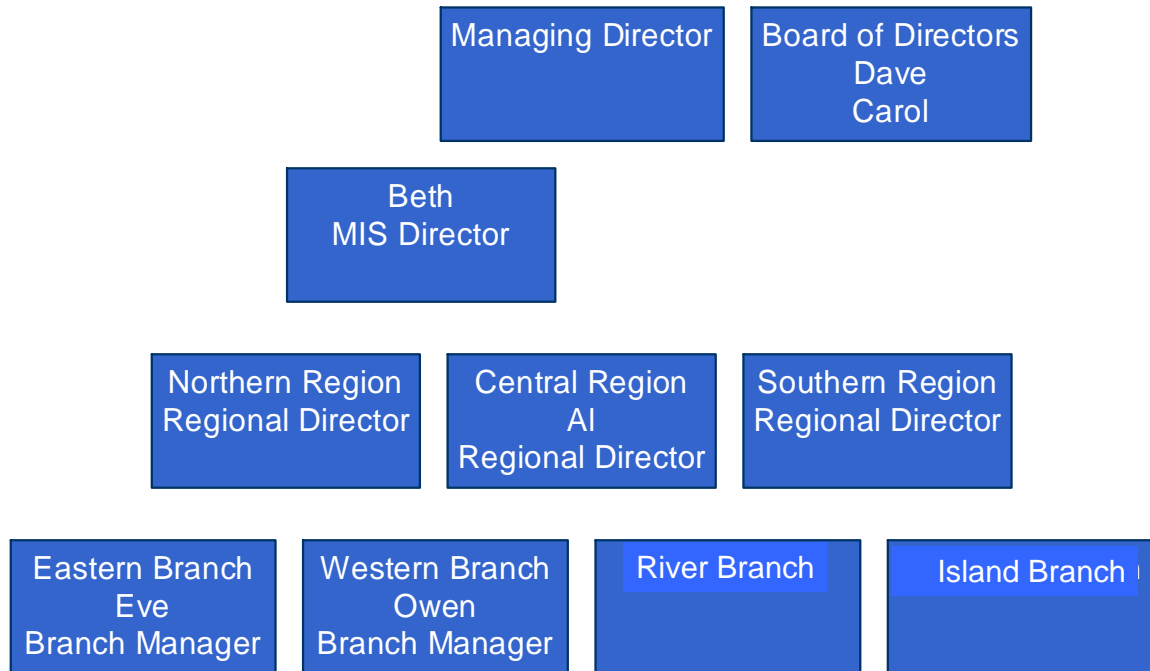 Managing Director
Board of Directors
Dave
Carol
Beth
MIS Director
Northern Region
Regional Director
Central Region
Al
Regional Director
Southern Region
Regional Director
Eastern Branch
Eve
Branch Manager
Western Branch
Owen
Branch Manager
River Branch
Island Branch